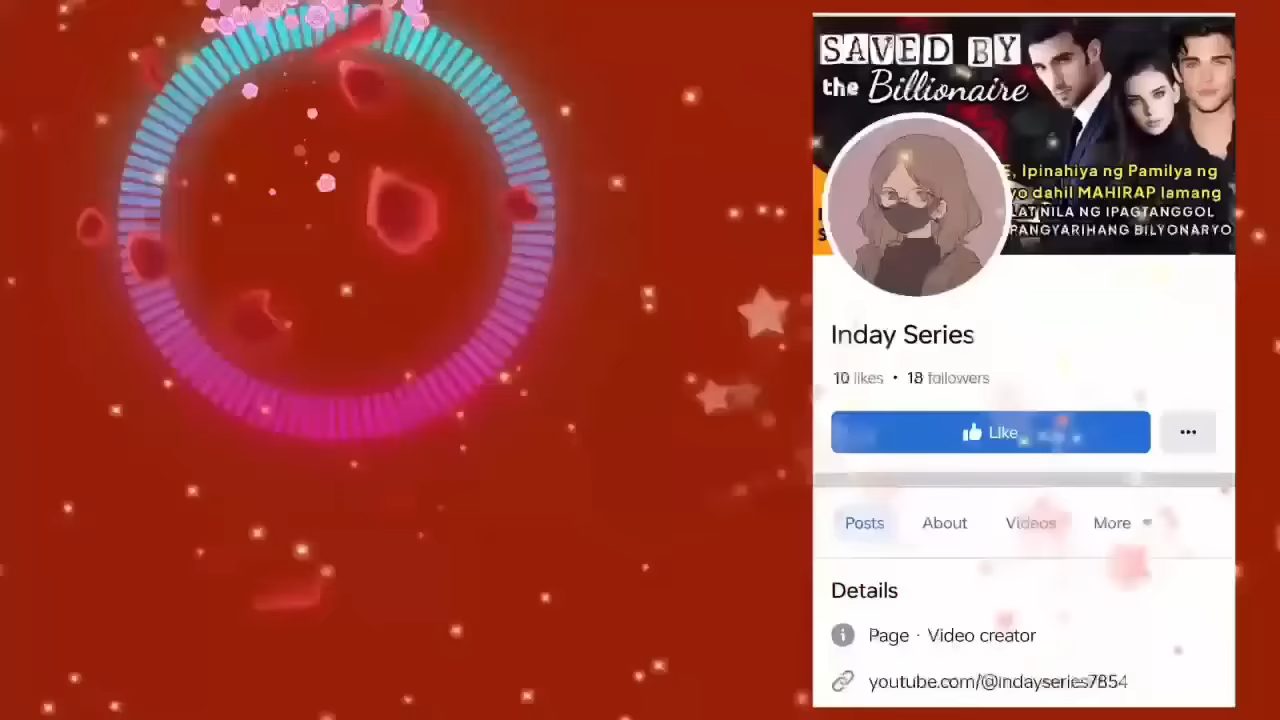 SAVED BY
the Billionaire
E, Ipinahiya ng Pamilya ng
yo dahil MAHIRAP lamang
LAT NILA NG IPAGTANGGOL
PANGYARIHANG BILYONARYO
Inday Series
10 likes • 18 followers
Like
Posts About Videos More
Details
Page · Video creator
youtube.com/@indayseries7854